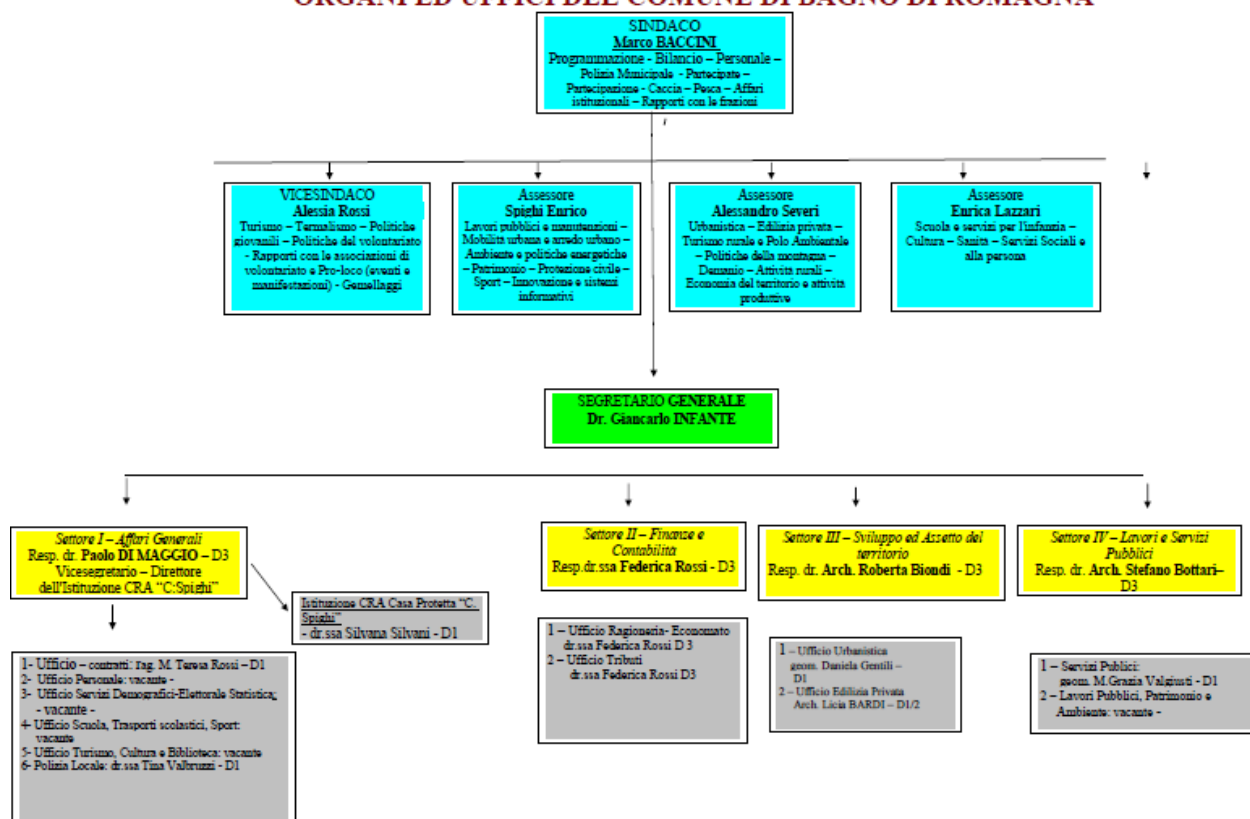 ORGANI ED UFFICI DEL COMUNE DI BAGNO DI ROMAGNA
SINDACO
Marco BACCINI
Programmazione - Bilancio – Personale –
Polizia Municipale - Partecipate –
Partecipazione - Caccia – Pesca – Affari
istituzionali – Rapporti con le frazioni
VICESINDACO
Alessia Rossi
Turismo – Termalismo – Politiche
giovanili – Politiche del volontariato
- Rapporti con le associazioni di
volontariato e Pro-loco (eventi e
manifestazioni) - Gemellaggi
Assessore
Spighi Enrico
Lavori pubblici e manutenzioni –
Mobilità urbana e arredo urbano –
Ambiente e politiche energetiche
– Patrimonio – Protezione civile –
Sport – Innovazione e sistemi
informativi
Assessore
Alessandro Severi
Urbanistica – Edilizia privata –
Turismo rurale e Polo Ambientale
– Politiche della montagna –
Demanio – Attività rurali –
Economia del territorio e attività
produttive
Assessore
Enrica Lazzari
Scuola e servizi per l'infanzia –
Cultura – Sanità – Servizi Sociali e
alla persona
SEGRETARIO GENERALE
Dr. Giancarlo INFANTE
Settore I – Affari Generali
Resp. dr. Paolo DI MAGGIO – D3
Vicesegretario – Direttore
dell'Istituzione CRA “C:Spighi”
Istituzione CRA Casa Protetta “C.
Spighi”
- dr.ssa Silvana Silvani - D1
1- Ufficio – contratti: rag. M. Teresa Rossi – D1
2- Ufficio Personale: vacante -
3- Ufficio Servizi Demografici-Elettorale Statistica;
- vacante -
4- Ufficio Scuola, Trasporti scolastici, Sport:
vacante
5- Ufficio Turismo, Cultura e Biblioteca: vacante
6- Polizia Locale: dr.ssa Tina Valbruzzi - D1
Settore II – Finanze e
Contabilità
Resp.dr.ssa Federica Rossi - D3
1 – Ufficio Ragioneria- Economato
dr.ssa Federica Rossi D 3
2 – Ufficio Tributi
dr.ssa Federica Rossi D3
Settore III – Sviluppo ed Assetto del
territorio
Resp. dr. Arch. Roberta Biondi - D3
1 – Ufficio Urbanistica
geom. Daniela Gentili –
D1
2 – Ufficio Edilizia Privata
Arch. Licia BARDI – D1/2
Settore IV – Lavori e Servizi
Pubblici
Resp. dr. Arch. Stefano Bottari–
D3
1 – Servizi Publici:
geom. M.Grazia Valgiusti - D1
2 – Lavori Pubblici, Patrimonio e
Ambiente: vacante -